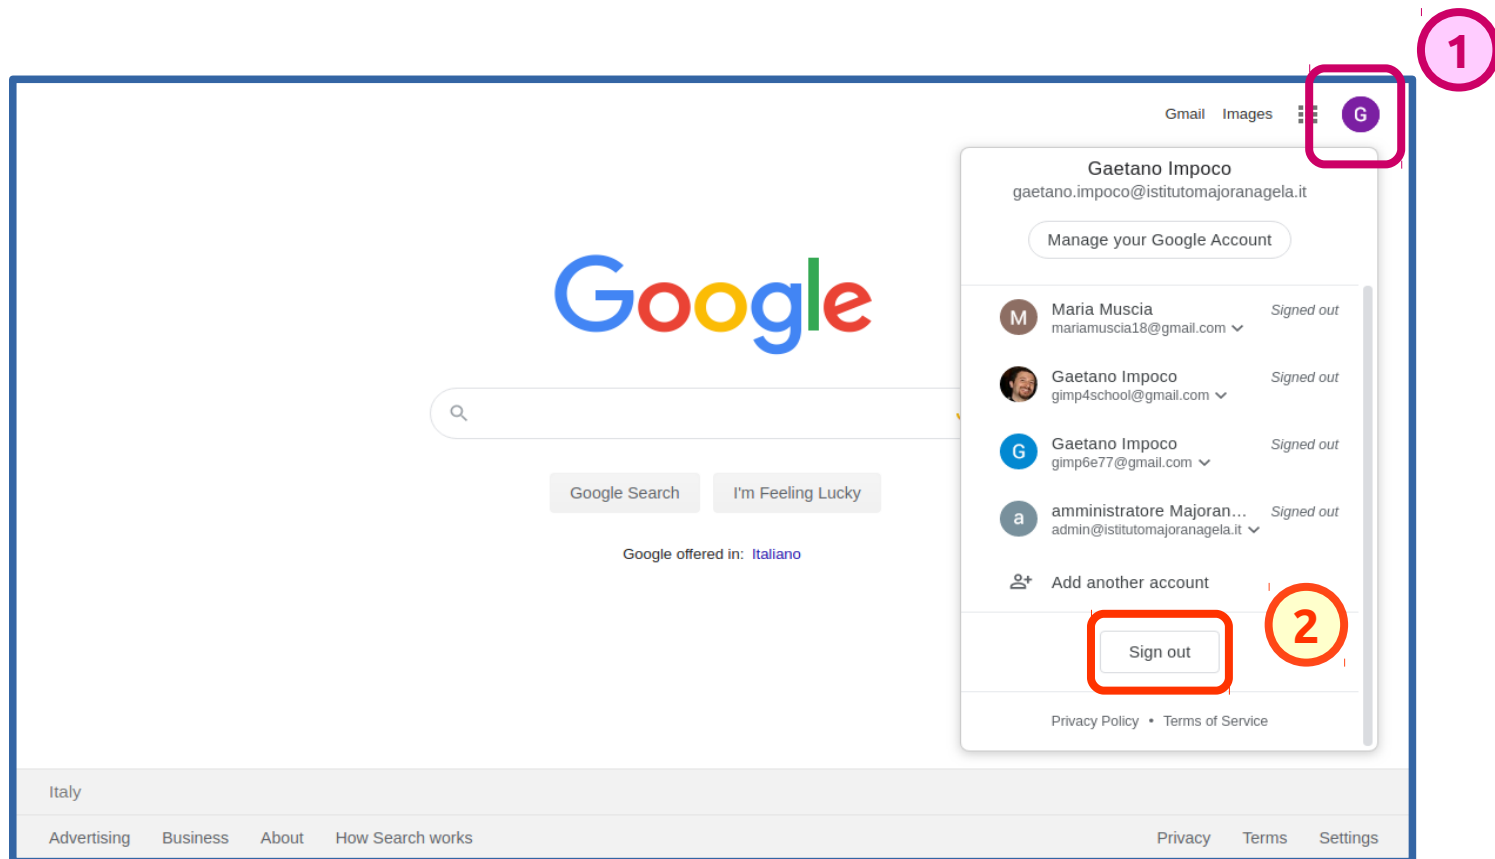 1
Gmail Images G
Gaetano Impoco
gaetano.impoco@istitutomajoranagela.it
Manage your Google Account
Google
M Maria Muscia Signed out
mariamuscia18@gmail.com
Gaetano Impoco Signed out
gimp4school@gmail.com
G Gaetano Impoco Signed out
gimp6e77@gmail.com
a amministratore Majoran... Signed out
admin@istitutomajoranagela.it
Add another account
2
Sign out
Privacy Policy • Terms of Service
Google Search I'm Feeling Lucky
Google offered in: Italiano
Italy
Advertising Business About How Search works Privacy Terms Settings